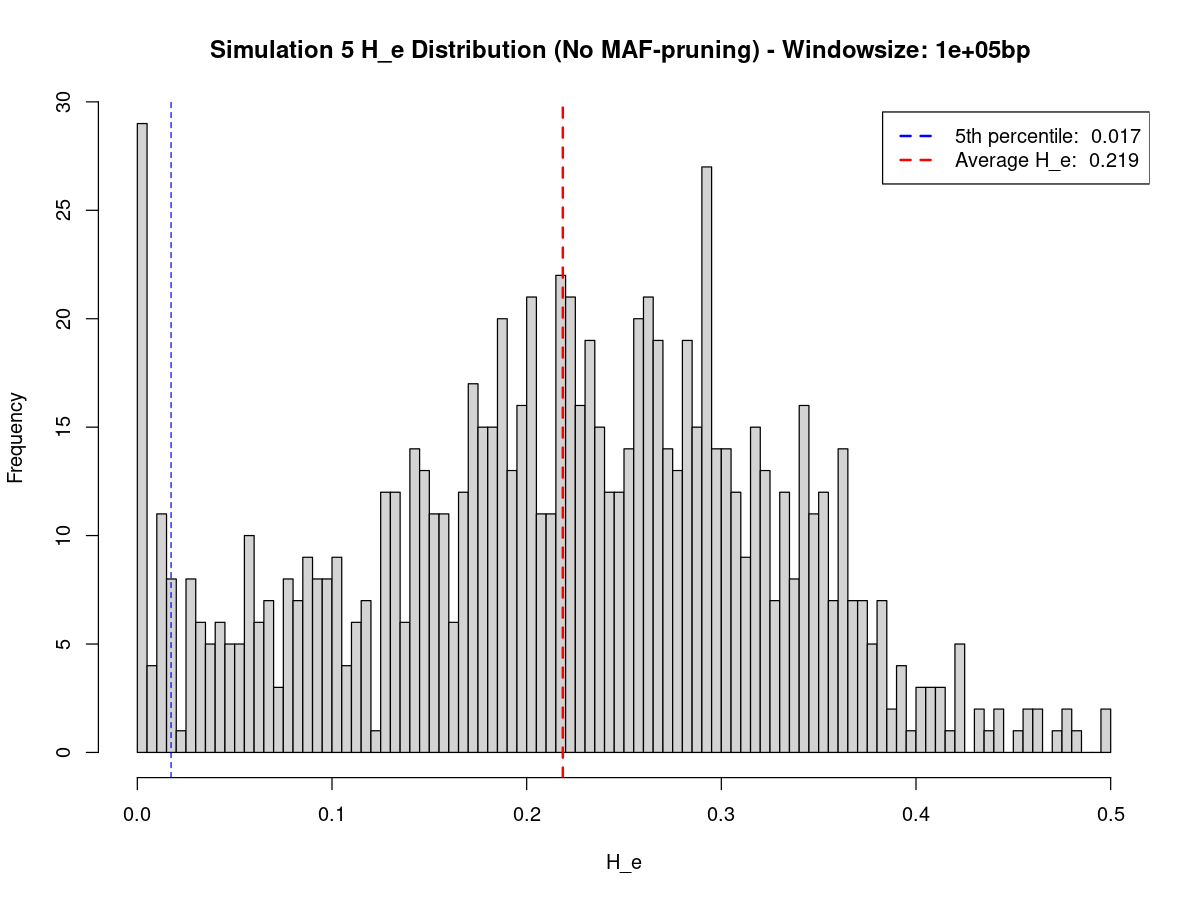 Simulation 5 H_e Distribution (No MAF-pruning) - Windowsize: 1e+05bp
5th percentile:  0.017
Average H_e:  0.219
Frequency
30
25
20
15
10
5
0
0.0 0.1 0.2 0.3 0.4 0.5
H_e